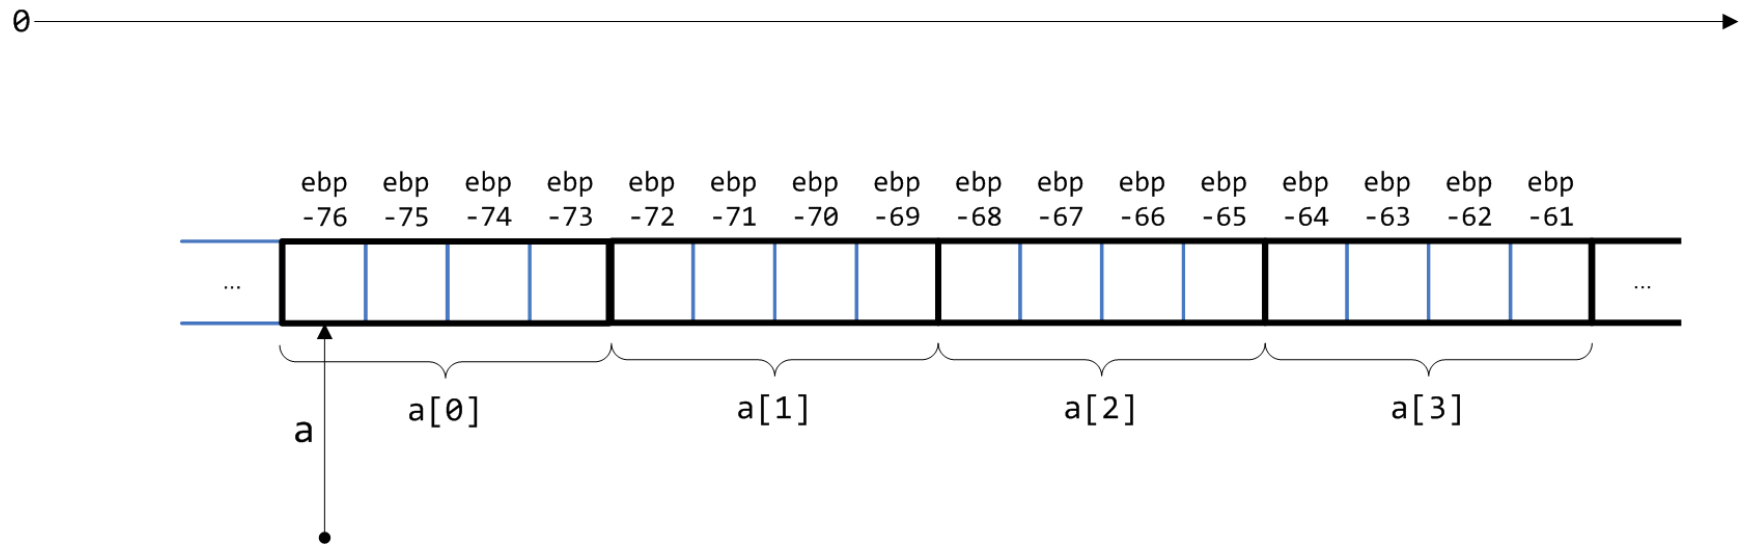 0
ebp ebp ebp ebp ebp ebp ebp ebp ebp ebp ebp ebp ebp ebp ebp ebp
-76 -75 -74 -73 -72 -71 -70 -69 -68 -67 -66 -65 -64 -63 -62 -61
... ...
a[0] a[1] a[2] a[3]
a